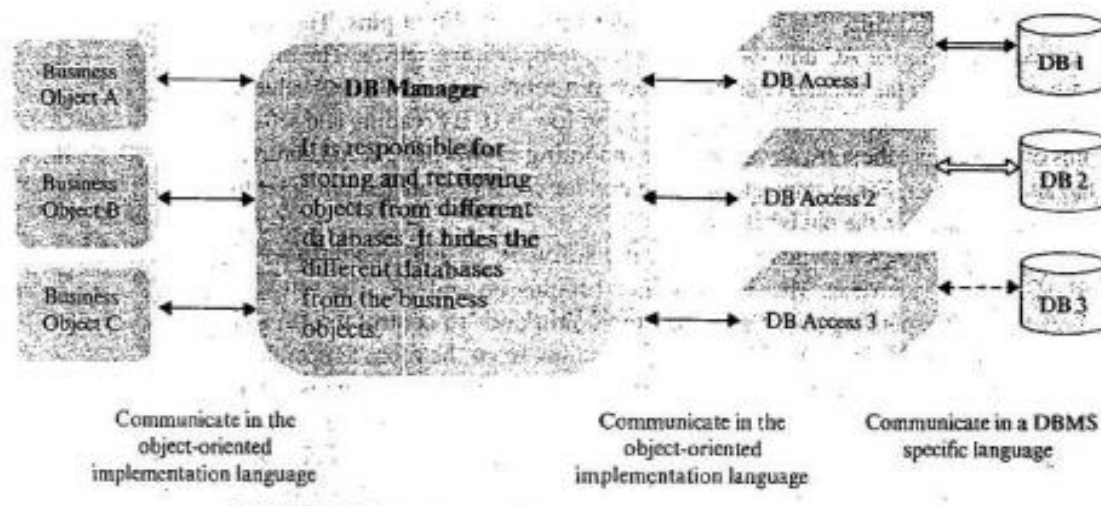 Business
Object A
Business
Object B
Business
Object C
DB Manager
It is responsible for
storing and retrieving
objects from different
databases. It hides the
different databases
from the business
objects.
DB Access 1
DB Access 2
DB Access 3
DB 1
DB 2
DB 3
Communicate in the
object-oriented
implementation language
Communicate in the
object-oriented
implementation language
Communicate in a DBMS
specific language